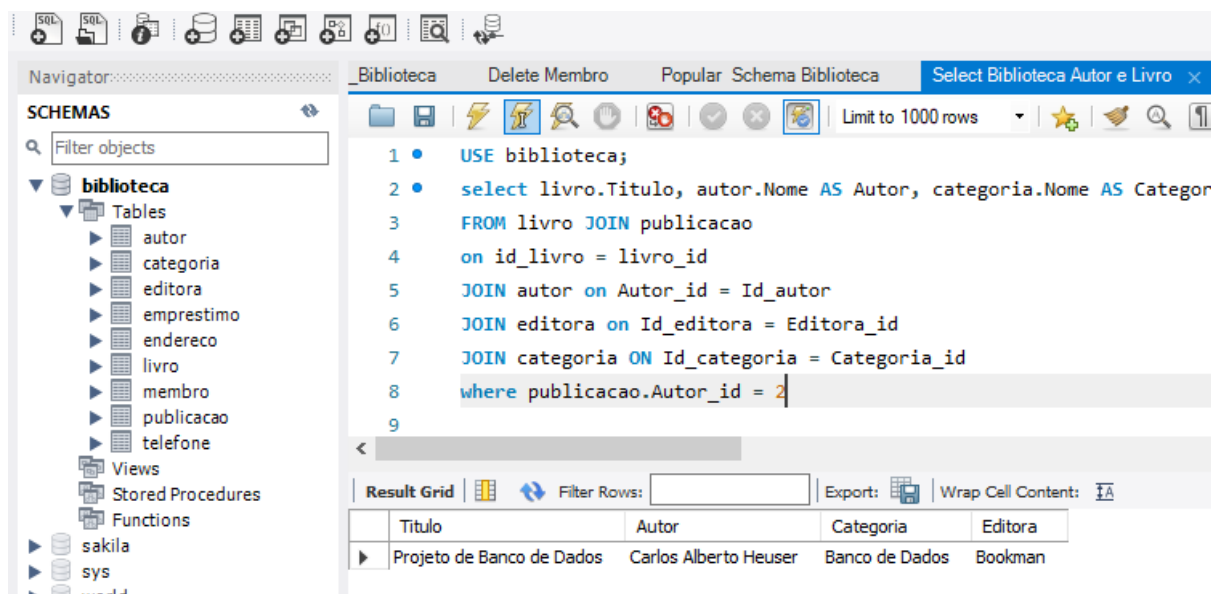 SQL SQL
Navigator
_Biblioteca Delete Membro Popular Schema Biblioteca Select Biblioteca Autor e Livro
SCHEMAS
Filter objects
biblioteca
Tables
autor
categoria
editora
emprestimo
endereco
livro
membro
publicacao
telefone
Views
Stored Procedures
Functions
sakila
sys
Limit to 1000 rows
1 USE biblioteca;
2 select livro.Titulo, autor.Nome AS Autor, categoria.Nome AS Categor
3 FROM livro JOIN publicacao
4 on id_livro = livro_id
5 JOIN autor on Autor_id = Id_autor
6 JOIN editora on Id_editora = Editora_id
7 JOIN categoria ON Id_categoria = Categoria_id
8 where publicacao.Autor_id = 2
9
Result Grid Filter Rows: Export: Wrap Cell Content:
Titulo Autor Categoria Editora
Projeto de Banco de Dados Carlos Alberto Heuser Banco de Dados Bookman